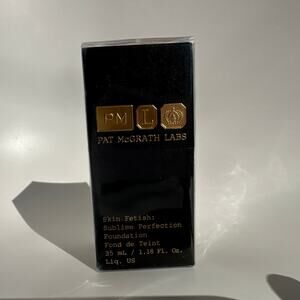 PM L
PAT McGRATH LABS
Skin Fetish:
Sublime Perfection
Foundation
Fond de Teint
35 mL / 1.18 Fl. Oz.
Liq. US